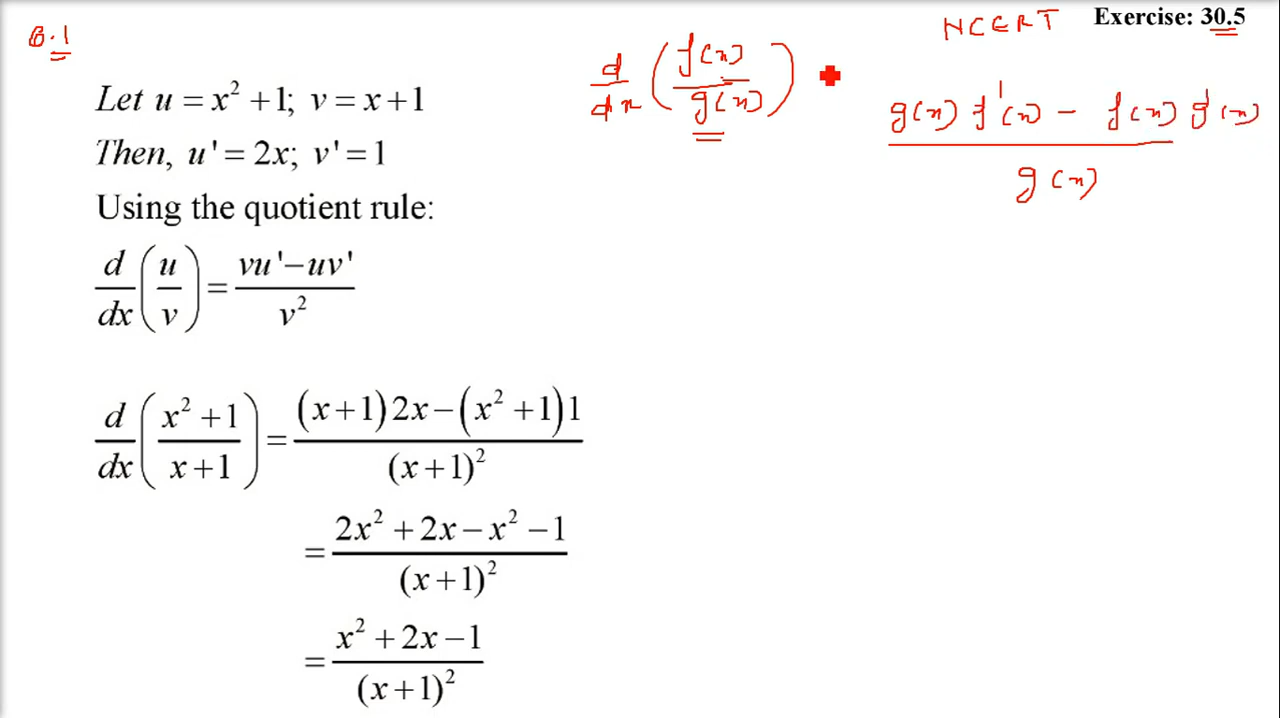 NCERT Exercise: 30.5
Q.1
d/dx (f(x)/g(x)) g(x) f'(x) - f(x) g'(x) / g(x)
Let u = x² + 1; v = x + 1
Then, u' = 2x; v' = 1
Using the quotient rule:
d/dx (u/v) = vu' − uv' / v²
d/dx (x² + 1 / x + 1) = (x + 1) 2x − (x² + 1) 1 / (x + 1)²
= 2x² + 2x − x² − 1 / (x + 1)²
= x² + 2x − 1 / (x + 1)²